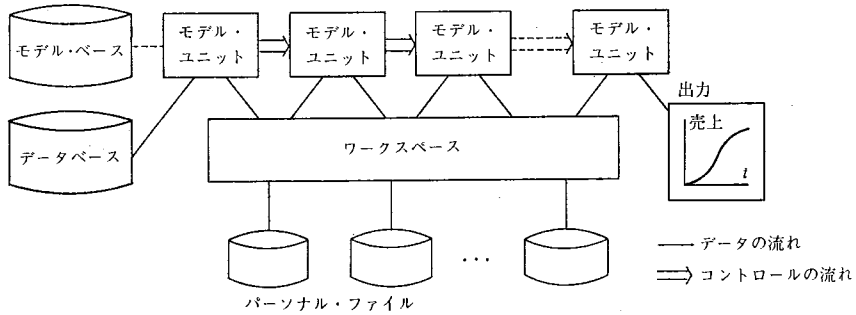 モデル・ベース
モデル・
ユニット
モデル・
ユニット
モデル・
ユニット
モデル・
ユニット
データベース
ワークスペース
出力
売上
t
パーソナル・ファイル
...
データの流れ
コントロールの流れ